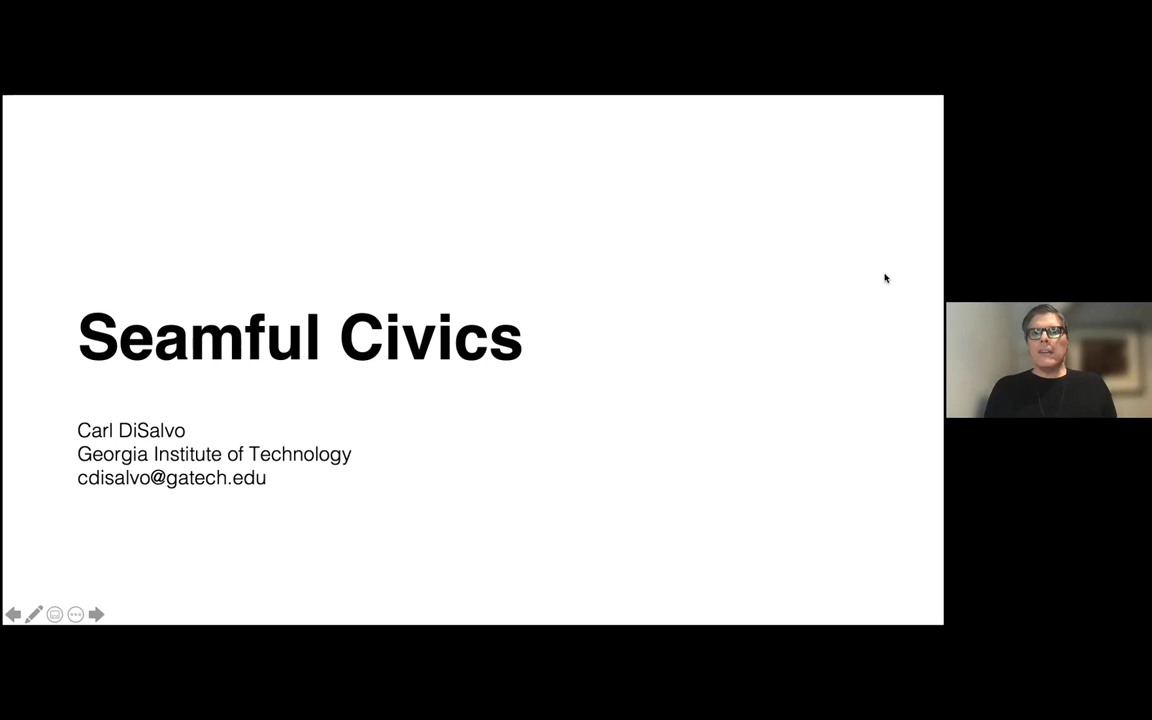 Seamful Civics
Carl DiSalvo
Georgia Institute of Technology
cdisalvo@gatech.edu